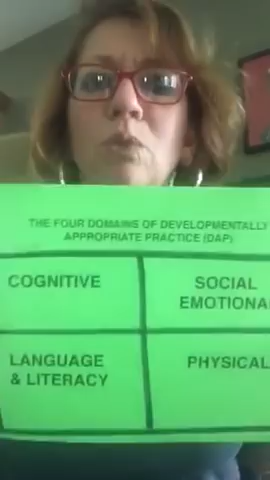 THE FOUR DOMAINS OF DEVELOPMENTALLY
APPROPRIATE PRACTICE (DAP)
COGNITIVE
SOCIAL
EMOTIONA
LANGUAGE
& LITERACY
PHYSICAL